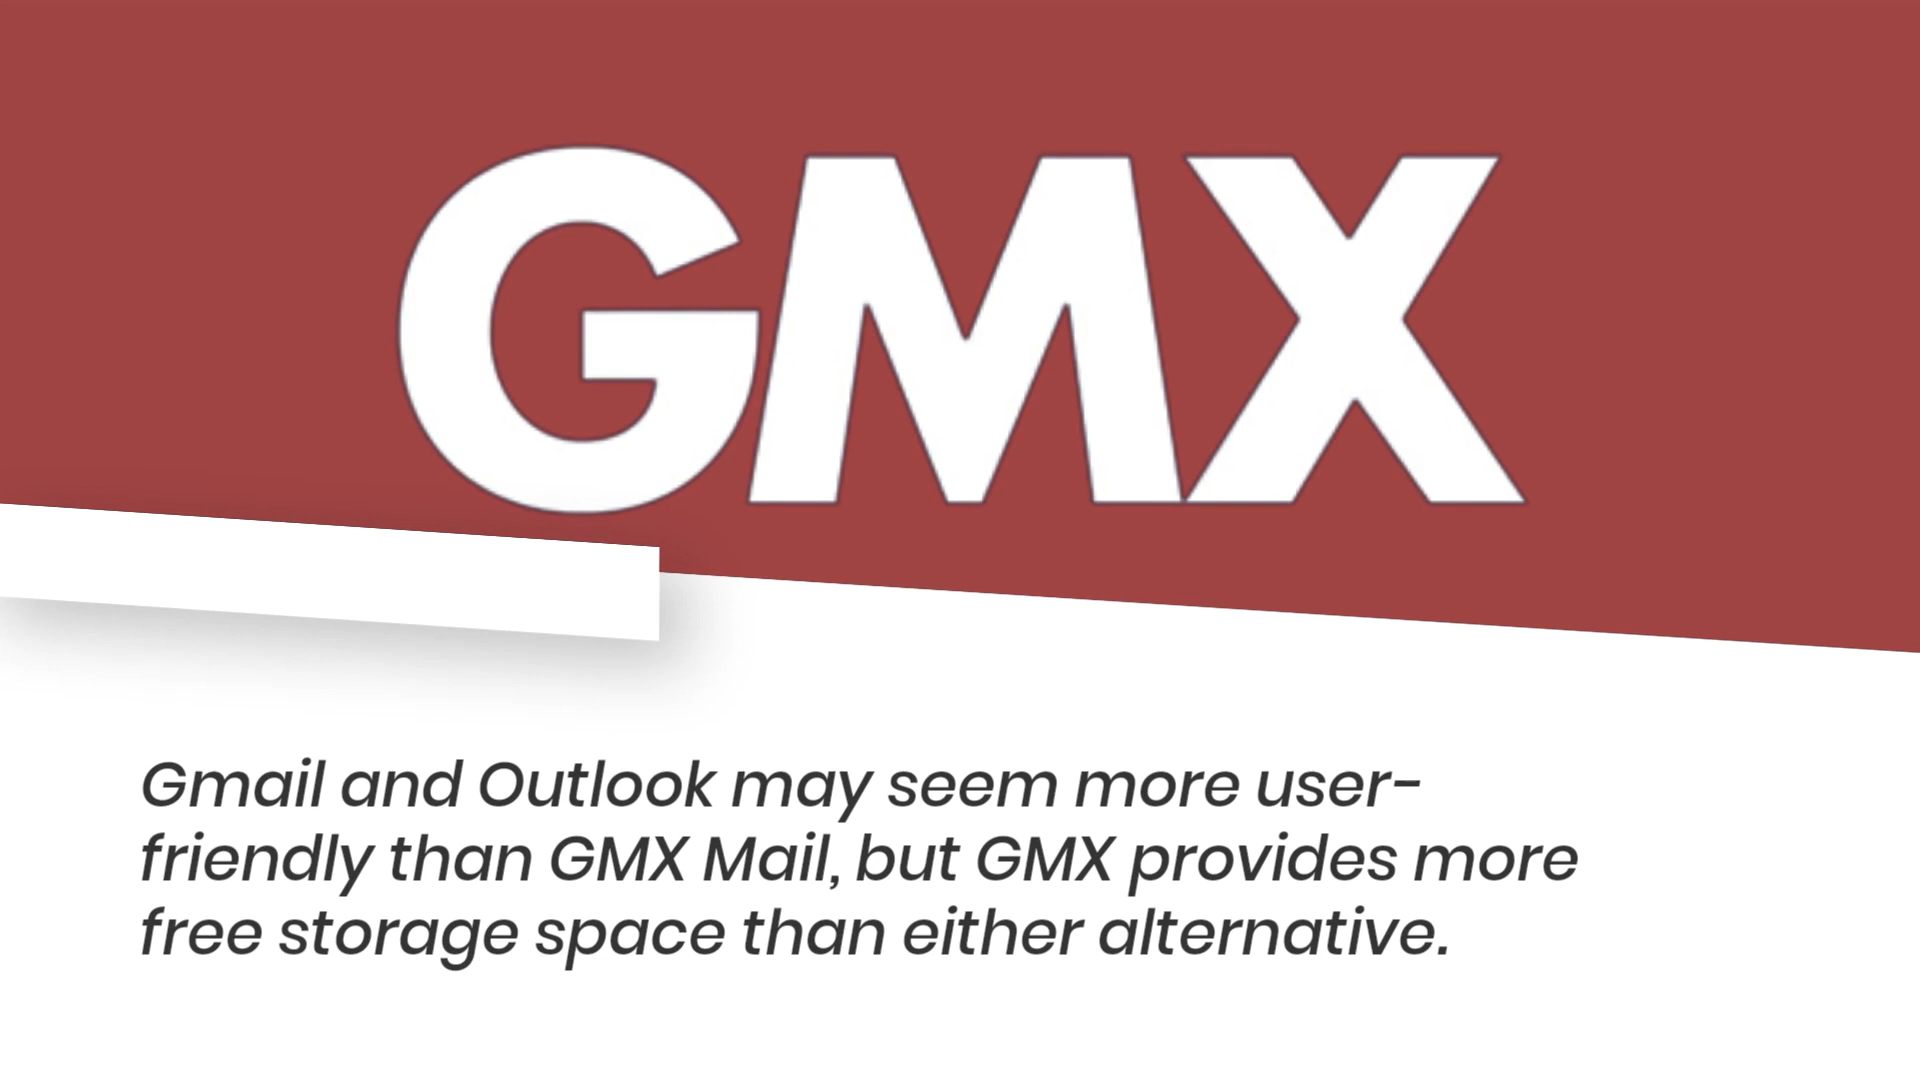 GMX
Gmail and Outlook may seem more user-
friendly than GMX Mail, but GMX provides more
free storage space than either alternative.